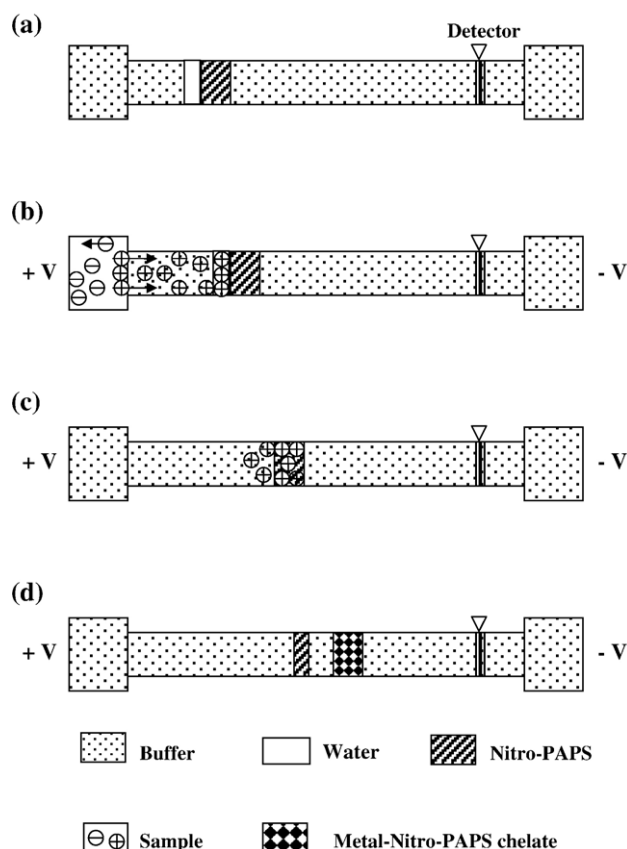 (a)
Detector
(b)
+ V - V
(c)
+ V - V
(d)
+ V - V
Buffer Water Nitro-PAPS
Sample Metal-Nitro-PAPS chelate